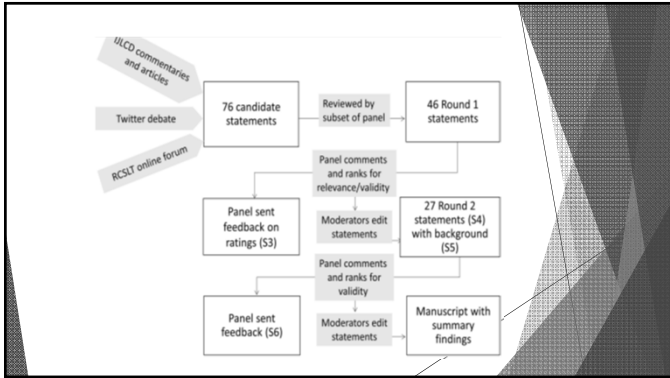 IJLCD commentaries
and articles
Twitter debate
RCSLT online forum
76 candidate
statements
Reviewed by
subset of panel
46 Round 1
statements
Panel comments
and ranks for
relevance/validity
Panel sent
feedback on
ratings (S3)
Moderators edit
statements
27 Round 2
statements (S4)
with background
(S5)
Panel comments
and ranks for
validity
Panel sent
feedback (S6)
Moderators edit
statements
Manuscript with
summary
findings